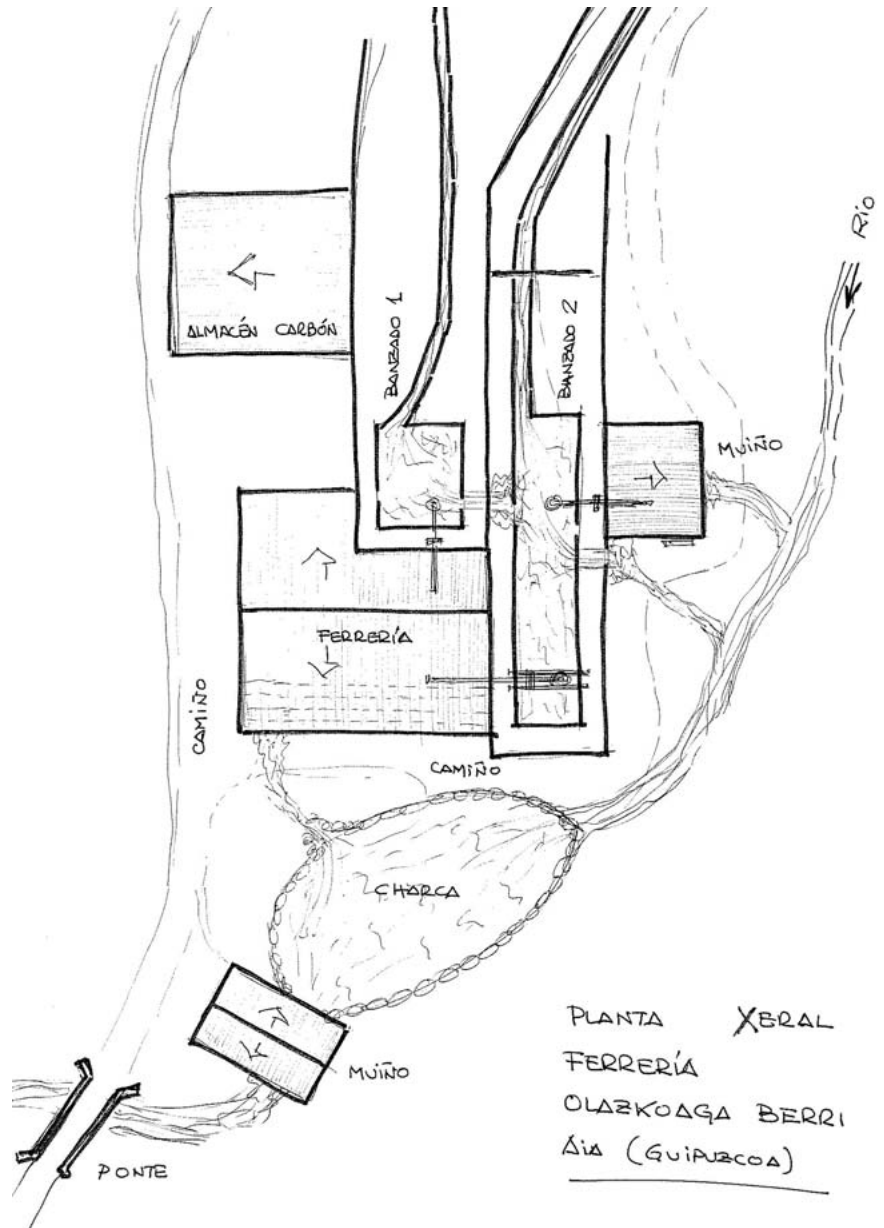 RÍO
ALMACÉN CARBÓN
BANZADO 1
BANZADO 2
MUIÑO
FERRERÍA
CAMIÑO
CAMIÑO
CHARCA
MUIÑO
PONTE
PLANTA XERAL
FERRERÍA
OLAZKOAGA BERRI
AIA (GUIPUZCOA)